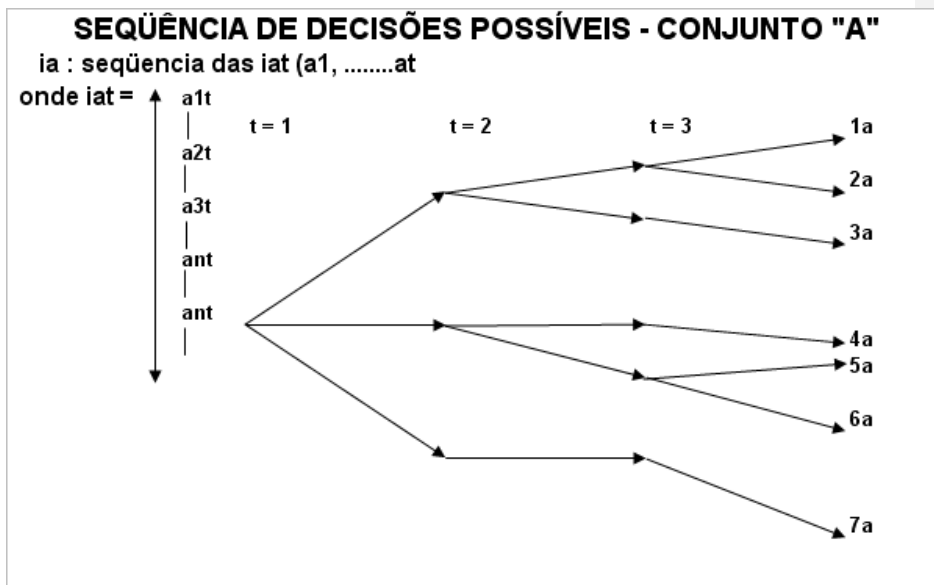 SEQÜÊNCIA DE DECISÕES POSSÍVEIS - CONJUNTO "A"
ia : seqüencia das iat (a1, ........at
onde iat =
a1t
a2t
a3t
ant
ant
t = 1
t = 2
t = 3
1a
2a
3a
4a
5a
6a
7a